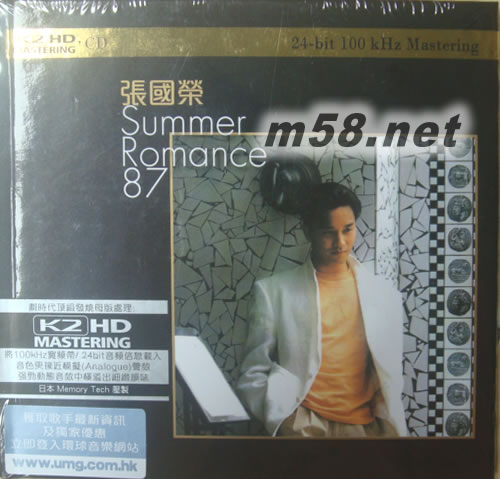 K2 HD
MASTERING
CD
24-bit 100 kHz Mastering
張國榮
Summer
Romance
87
m58.net
劃時代頂級發燒母版處理:
K2 HD
MASTERING
將100kHz寬頻帶/24bit音頻信息載入
音色更接近模擬(Analogue)聲效
強勁動態音效中樣滋出細緻韻味
日本 Memory Tech 壓製
獲取歌手最新資訊
及獨家優惠
立即登入環球音樂網站
www.umg.com.hk